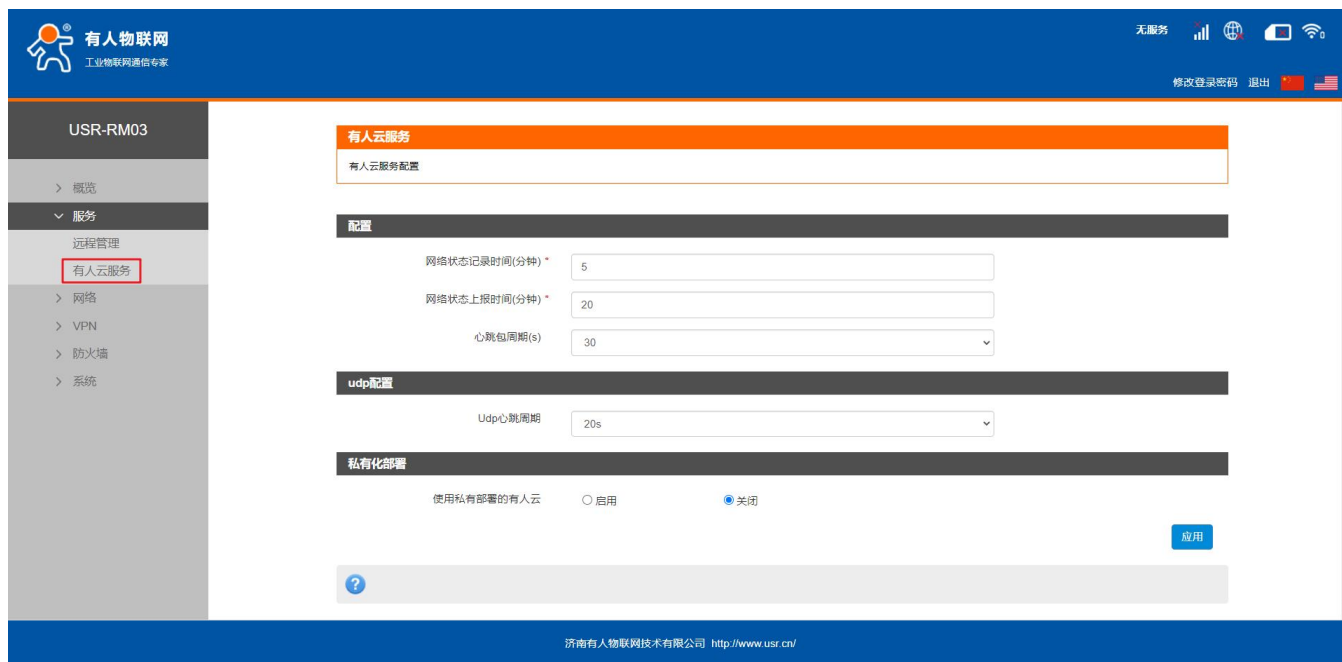 有人物联网
工业物联网通信专家
无服务
修改登录密码 退出
USR-RM03
概览
服务
远程管理
有人云服务
网络
VPN
防火墙
系统
有人云服务
有人云服务配置
配置
网络状态记录时间(分钟) *
5
网络状态上报时间(分钟) *
20
心跳包周期(s)
30
udp配置
Udp心跳周期
20s
私有化部署
使用私有部署的有人云 启用 关闭
应用
济南有人物联网技术有限公司 http://www.usr.cn/